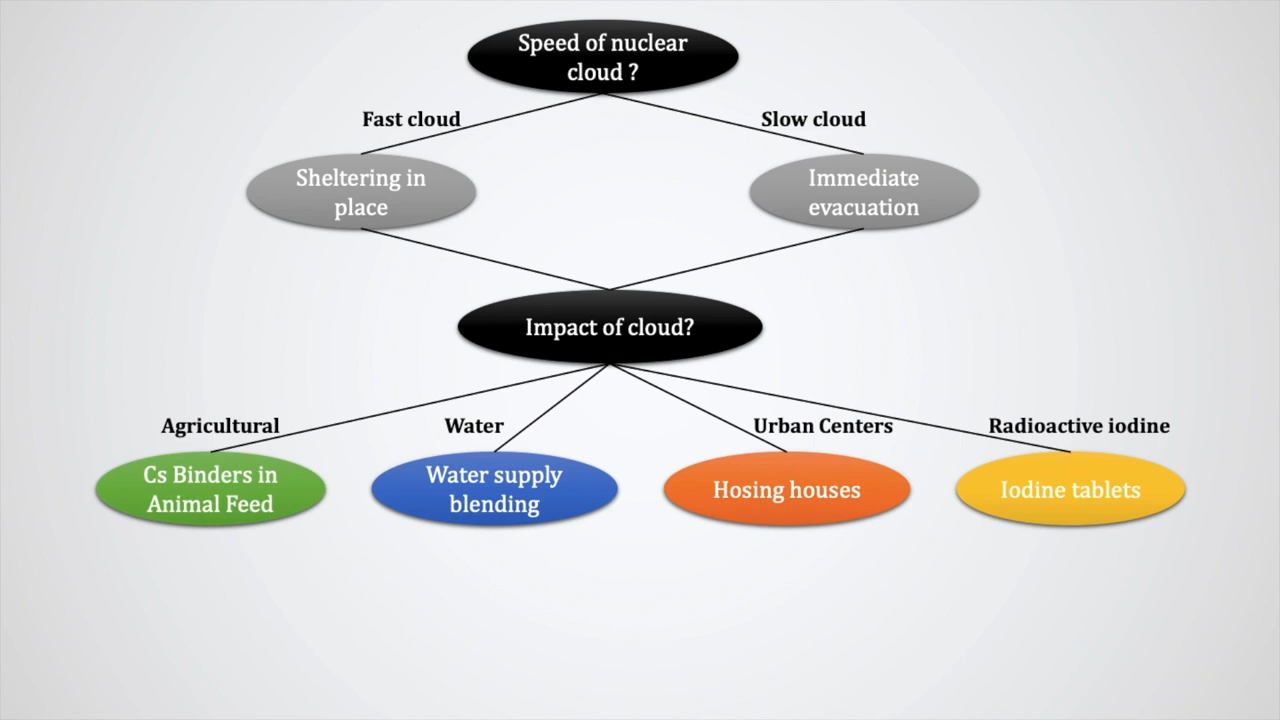 Speed of nuclear
cloud ?
Fast cloud
Slow cloud
Sheltering in
place
Immediate
evacuation
Impact of cloud?
Agricultural
Water
Urban Centers
Radioactive iodine
Cs Binders in
Animal Feed
Water supply
blending
Hosing houses
Iodine tablets